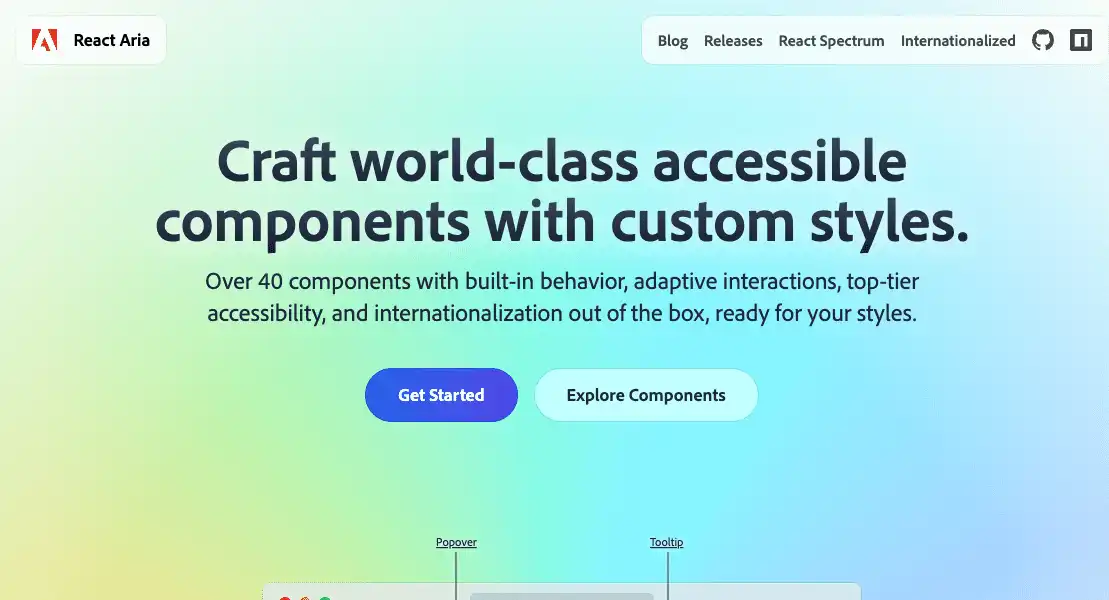 React Aria
Blog Releases React Spectrum Internationalized
Craft world-class accessible
components with custom styles.
Over 40 components with built-in behavior, adaptive interactions, top-tier
accessibility, and internationalization out of the box, ready for your styles.
Get Started Explore Components
Popover Tooltip